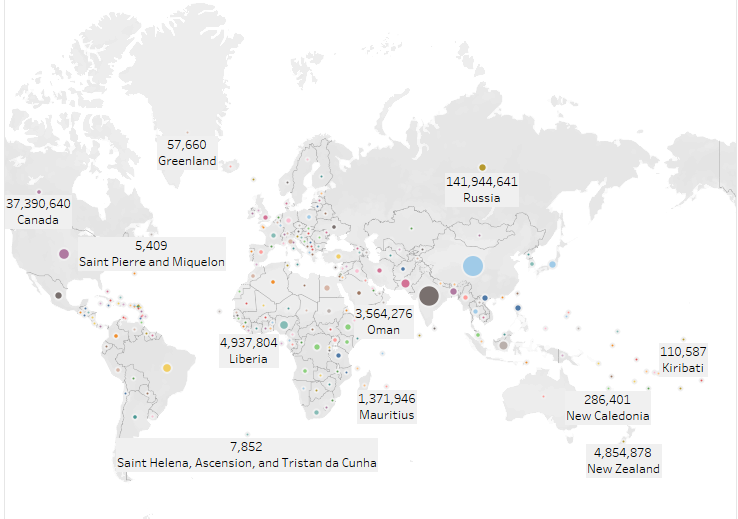 57,660
Greenland
141,944,641
Russia
37,390,640
Canada
5,409
Saint Pierre and Miquelon
3,564,276
Oman
4,937,804
Liberia
110,587
Kiribati
1,371,946
Mauritius
286,401
New Caledonia
7,852
Saint Helena, Ascension, and Tristan da Cunha
4,854,878
New Zealand